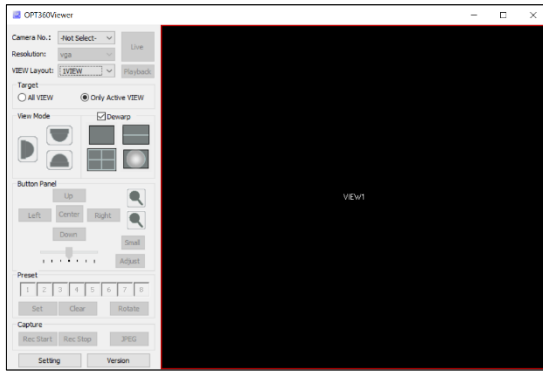 OPT360Viewer
Camera No.: -Not Select-
Live
Resolution: vga
VIEW Layout: 1VIEW
Playback
Target
All VIEW Only Active VIEW
View Mode Dewarp
Button Panel
Up
Left Center Right
Down
Snail
Adjust
Preset
1 2 3 4 5 6 7 8
Set Clear Rotate
Capture
Rec Start Rec Stop JPEG
Setting Version
VIEW1